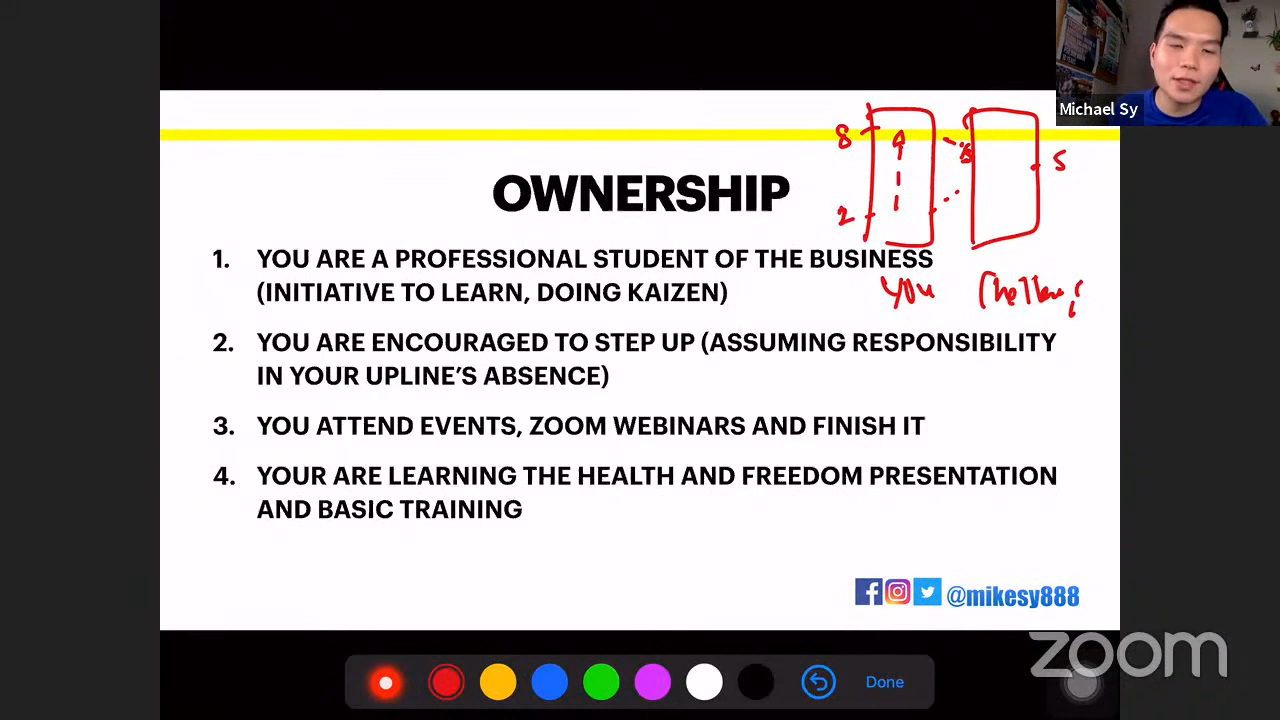 Michael Sy
8
5
2
OWNERSHIP
1. YOU ARE A PROFESSIONAL STUDENT OF THE BUSINESS
(INITIATIVE TO LEARN, DOING KAIZEN)
YOU
2. YOU ARE ENCOURAGED TO STEP UP (ASSUMING RESPONSIBILITY
IN YOUR UPLINE'S ABSENCE)
3. YOU ATTEND EVENTS, ZOOM WEBINARS AND FINISH IT
4. YOUR ARE LEARNING THE HEALTH AND FREEDOM PRESENTATION
AND BASIC TRAINING
@mikesy888
zoom
Done